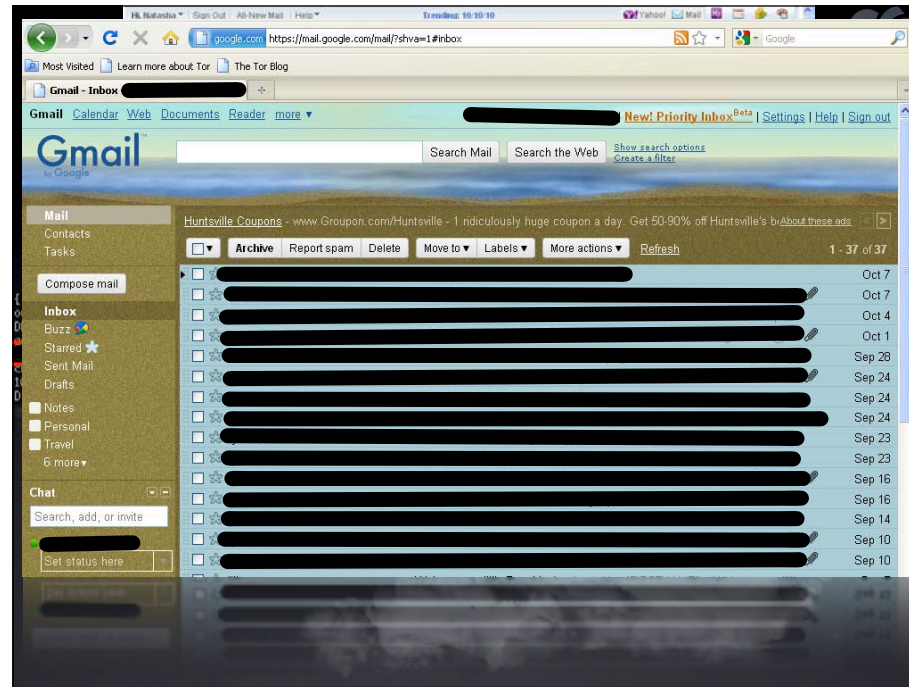 Hi, Natasha Sign Out All-New Mail Help Trending: 10/10/10 Yahoo! Mail
google.com https://mail.google.com/mail/?shva=1#inbox Google
Most Visited Learn more about Tor The Tor Blog
Gmail - Inbox
Gmail Calendar Web Documents Reader more ▼ New! Priority Inbox Beta | Settings | Help | Sign out
Gmail™
by Google
Search Mail Search the Web
Show search options
Create a filter
Mail
Contacts
Tasks
Huntsville Coupons - www.Groupon.com/Huntsville - 1 ridiculously huge coupon a day. Get 50-90% off Huntsville's b About these ads < >
Archive Report spam Delete Move to ▼ Labels ▼ More actions ▼ Refresh 1 - 37 of 37
Compose mail
Inbox
Buzz
Starred
Sent Mail
Drafts
Notes
Personal
Travel
6 more ▼
Chat
Search, add, or invite
Set status here
Oct 7
Oct 7
Oct 4
Oct 1
Sep 28
Sep 24
Sep 24
Sep 24
Sep 23
Sep 23
Sep 16
Sep 16
Sep 14
Sep 10
Sep 10